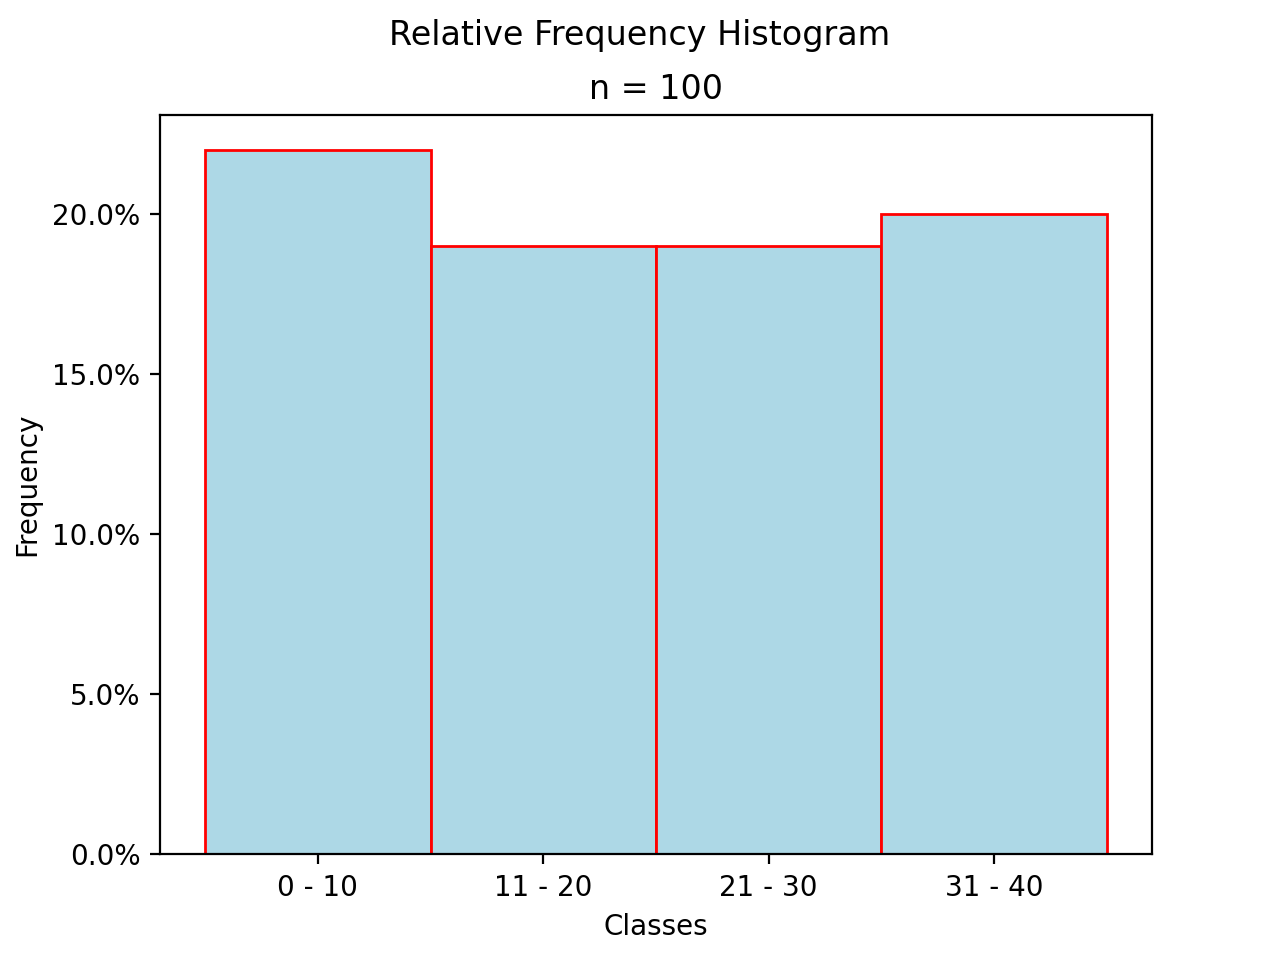 Relative Frequency Histogram
n = 100
20.0%
15.0%
10.0%
5.0%
0.0%
Frequency
0 - 10 11 - 20 21 - 30 31 - 40
Classes